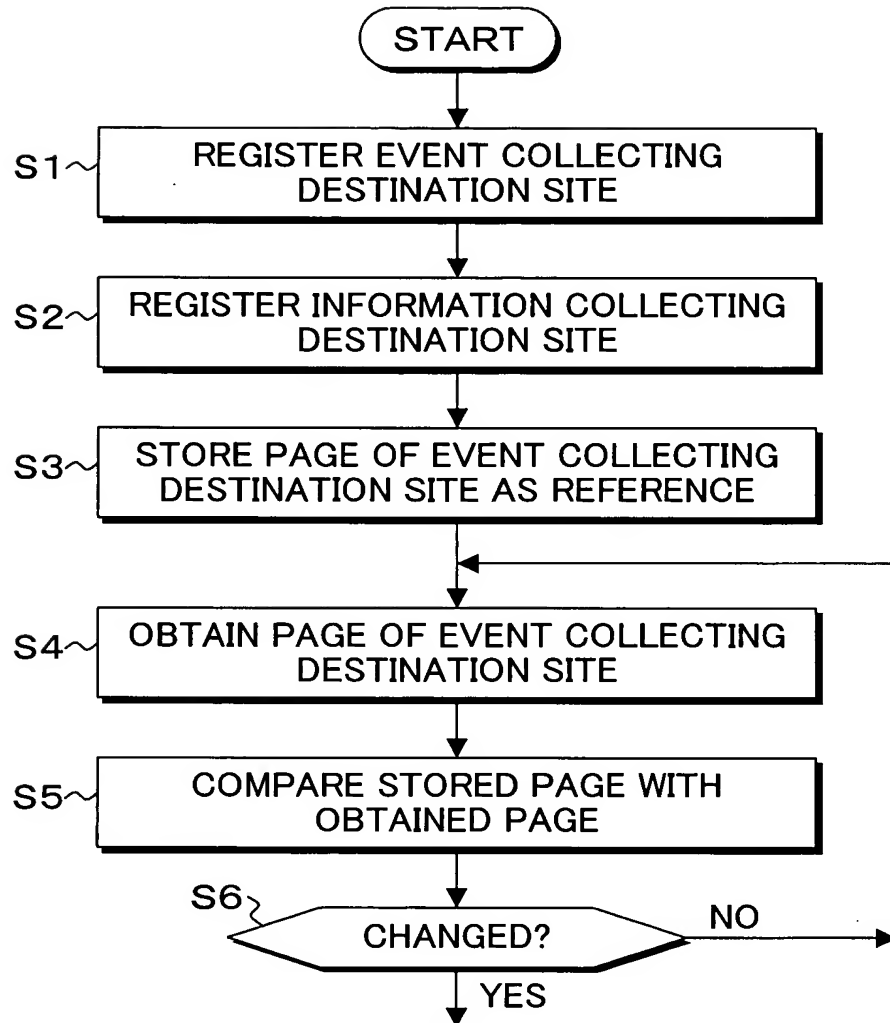 START
S1
REGISTER EVENT COLLECTING
DESTINATION SITE
S2
REGISTER INFORMATION COLLECTING
DESTINATION SITE
S3
STORE PAGE OF EVENT COLLECTING
DESTINATION SITE AS REFERENCE
S4
OBTAIN PAGE OF EVENT COLLECTING
DESTINATION SITE
S5
COMPARE STORED PAGE WITH
OBTAINED PAGE
S6
CHANGED?
NO
YES